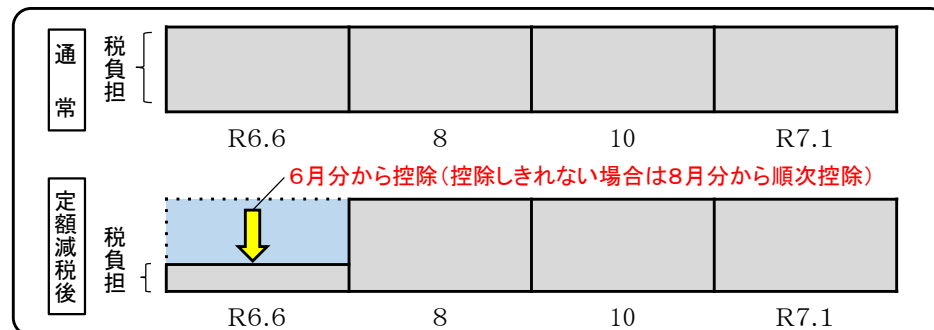 通常
税負担
R6.6 8 10 R7.1
６月分から控除（控除しきれない場合は８月分から順次控除）
定額減税後
税負担
R6.6 8 10 R7.1